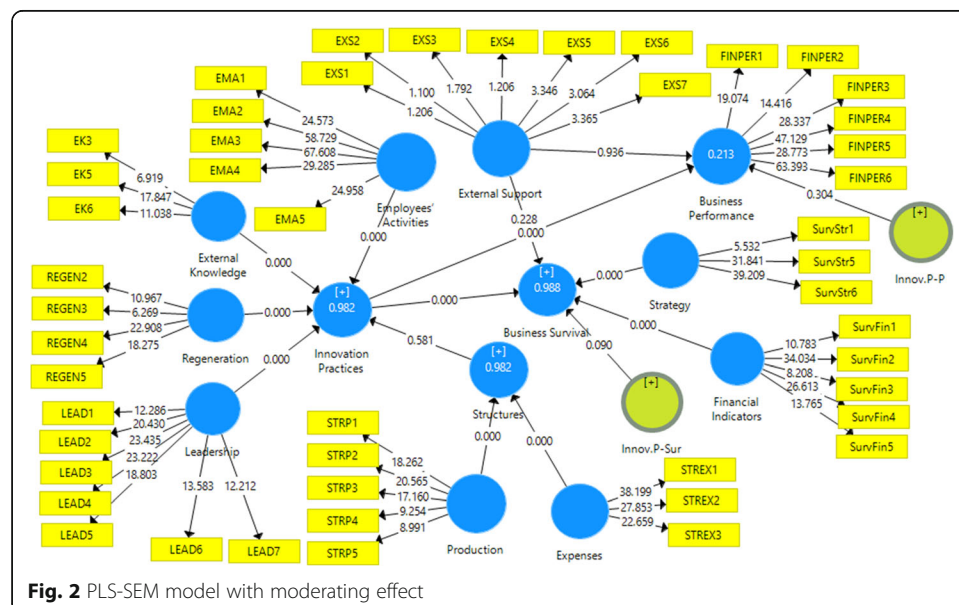 EXS2
EXS3
EXS4
EXS5
EXS6
EXS1
EXS7
1.206
1.100
1.792
1.206
3.346
3.064
3.365
FINPER1
FINPER2
FINPER3
FINPER4
FINPER5
FINPER6
19.074
14.416
28.337
47.129
28.773
63.393
EMA1
EMA2
EMA3
EMA4
EMA5
24.573
58.729
67.608
29.285
24.958
EK3
EK5
EK6
6.919
17.847
11.038
External
Knowledge
0.000
Employees'
Activities
0.000
External Support
0.936
0.228
0.213
Business
Performance
0.304
[+]
Innov.P-P
0.000
SurvStr1
SurvStr5
SurvStr6
5.532
31.841
39.209
Strategy
0.000
REGEN2
REGEN3
REGEN4
REGEN5
10.967
6.269
22.908
18.275
Regeneration
0.000
[+]
0.982
Innovation
Practices
0.000
[+]
0.988
Business Survival
0.000
SurvFin1
SurvFin2
SurvFin3
SurvFin4
SurvFin5
10.783
34.034
8.208
26.613
13.765
Financial
Indicators
0.090
[+]
Innov.P-Sur
0.581
[+]
0.982
Structures
0.000
0.000
LEAD1
LEAD2
LEAD3
LEAD4
LEAD5
LEAD6
LEAD7
12.286
20.430
23.435
23.222
18.803
13.583
12.212
Leadership
0.000
STRP1
STRP2
STRP3
STRP4
STRP5
18.262
20.565
17.160
9.254
8.991
Production
Expenses
38.199
27.853
22.659
STREX1
STREX2
STREX3
Fig. 2 PLS-SEM model with moderating effect